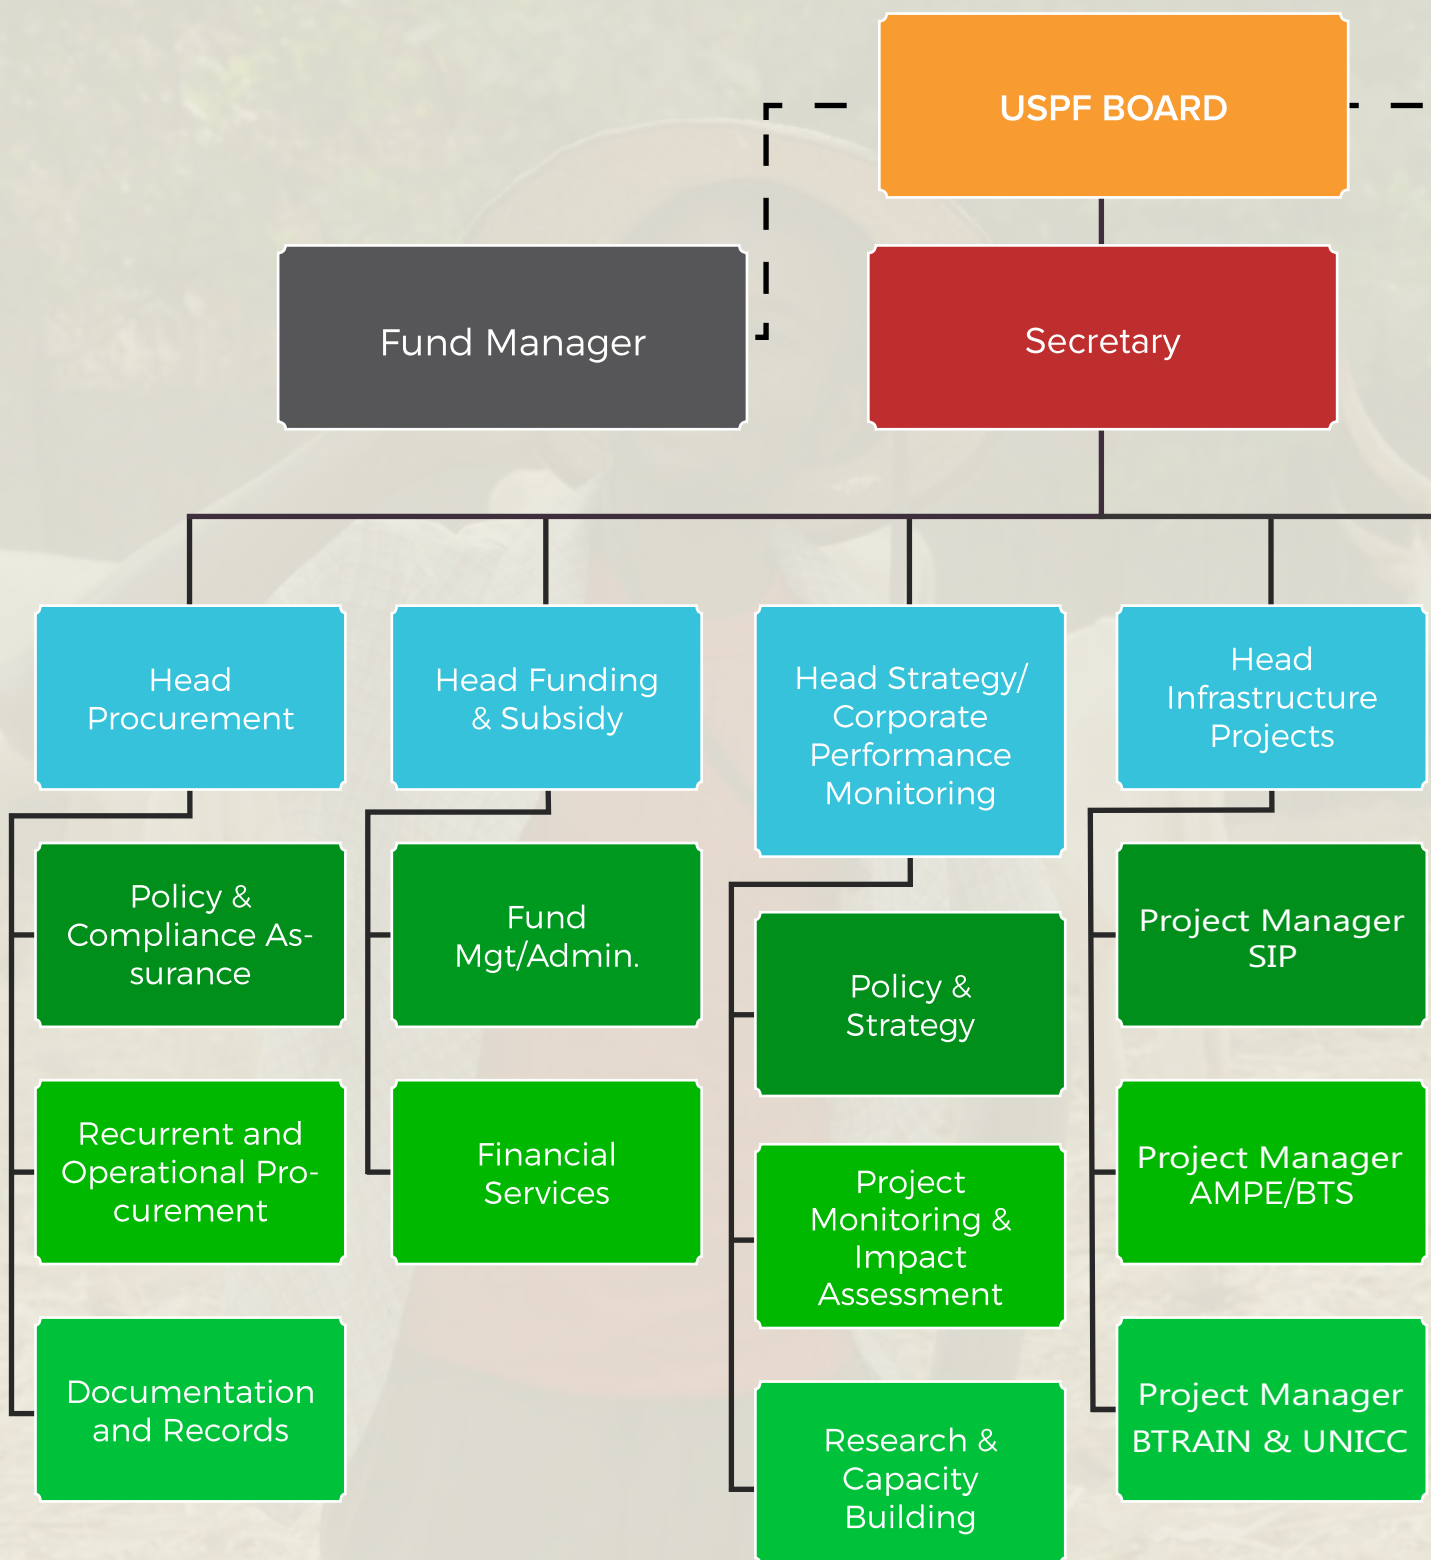 USPF BOARD
Fund Manager
Secretary
Head
Procurement
Head Funding
& Subsidy
Head Strategy/
Corporate
Performance
Monitoring
Head
Infrastructure
Projects
Policy &
Compliance As-
surance
Recurrent and
Operational Pro-
curement
Documentation
and Records
Fund
Mgt/Admin.
Financial
Services
Policy &
Strategy
Project
Monitoring &
Impact
Assessment
Research &
Capacity
Building
Project Manager
SIP
Project Manager
AMPE/BTS
Project Manager
BTRAIN & UNICC